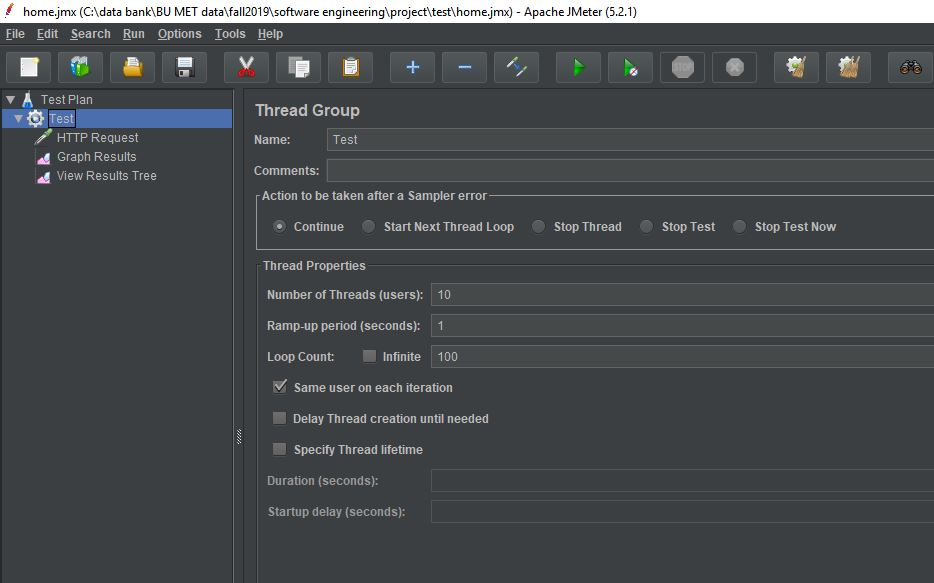 home.jmx (C:\data bank\BU MET data\fall2019\software engineering\project\test\home.jmx) - Apache JMeter (5.2.1)
File Edit Search Run Options Tools Help
STOP
Test Plan
Test
HTTP Request
Graph Results
View Results Tree
Thread Group
Name: Test
Comments:
Action to be taken after a Sampler error
Continue Start Next Thread Loop Stop Thread Stop Test Stop Test Now
Thread Properties
Number of Threads (users): 10
Ramp-up period (seconds): 1
Loop Count: Infinite 100
Same user on each iteration
Delay Thread creation until needed
Specify Thread lifetime
Duration (seconds):
Startup delay (seconds):